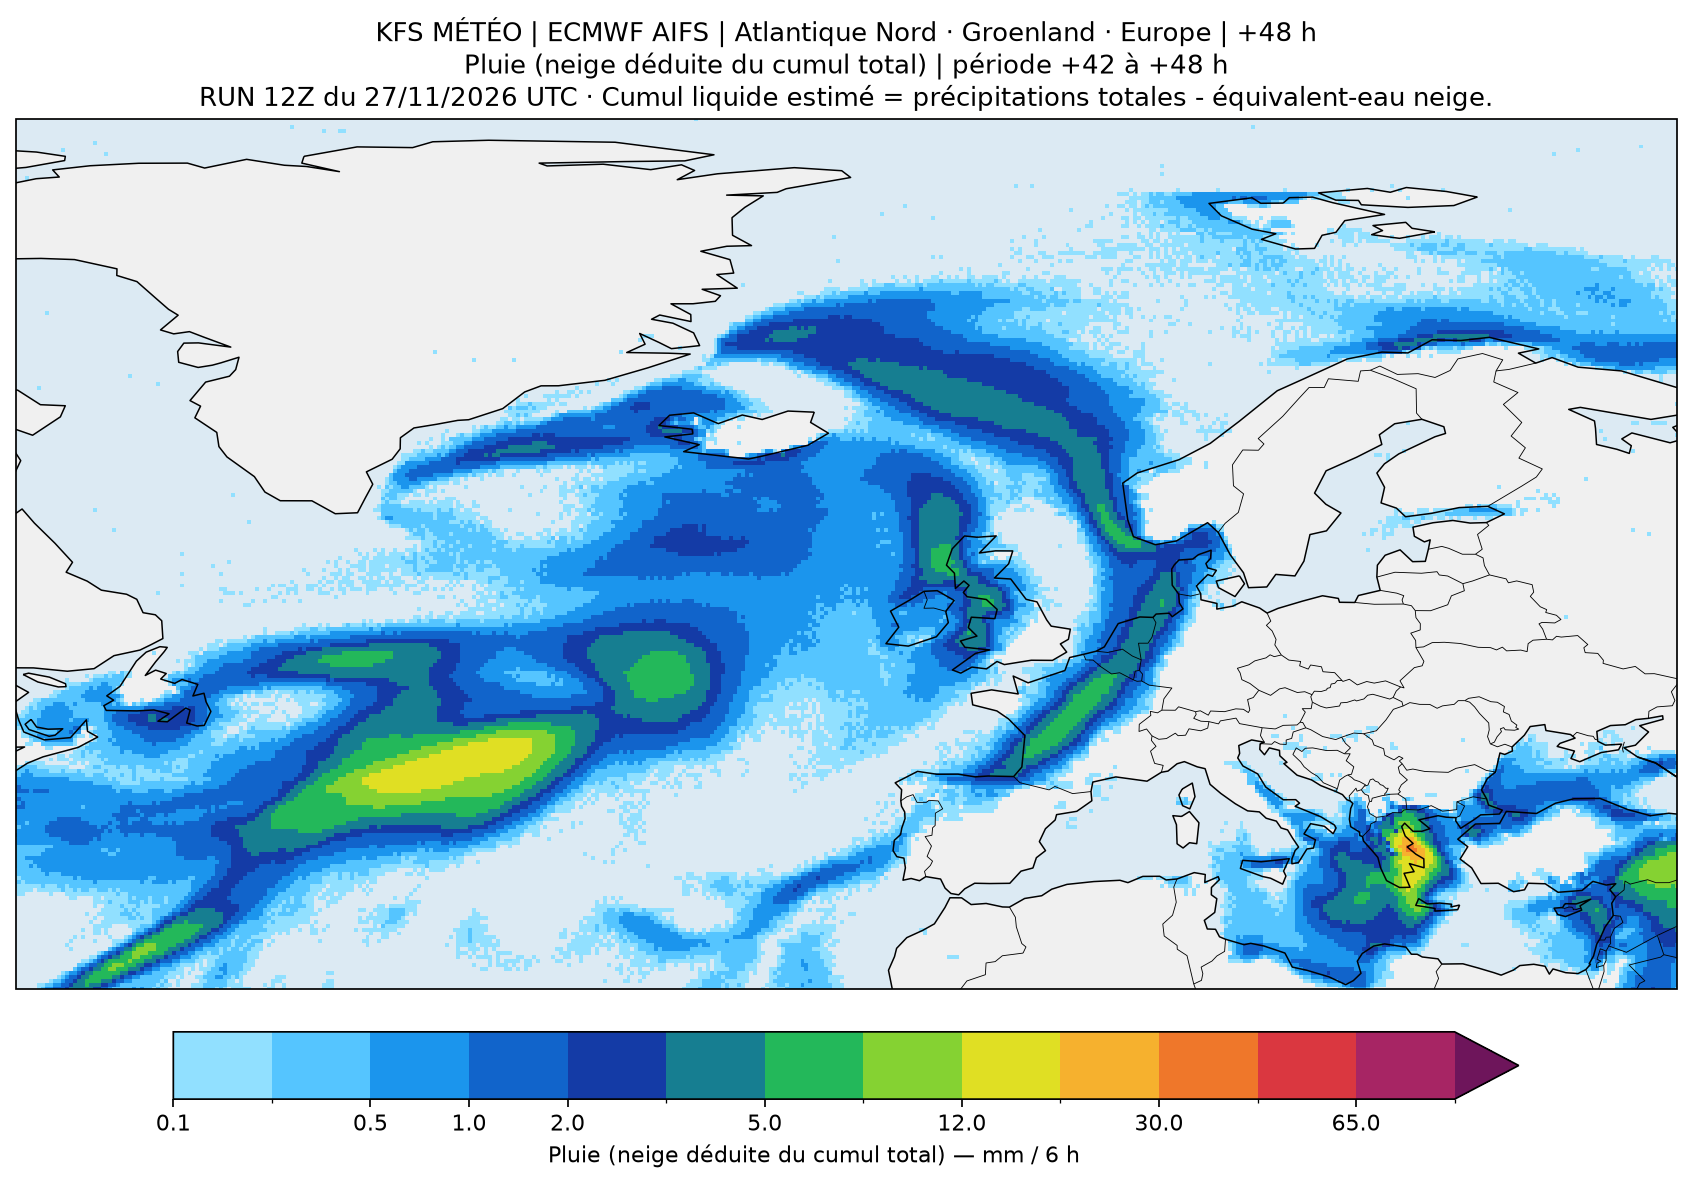 KFS MÉTÉO | ECMWF AIFS | Atlantique Nord · Groenland · Europe | +48 h
Pluie (neige déduite du cumul total) | période +42 à +48 h
RUN 12Z du 27/11/2026 UTC · Cumul liquide estimé = précipitations totales - équivalent-eau neige.
0.1 0.5 1.0 2.0 5.0 12.0 30.0 65.0
Pluie (neige déduite du cumul total) — mm / 6 h